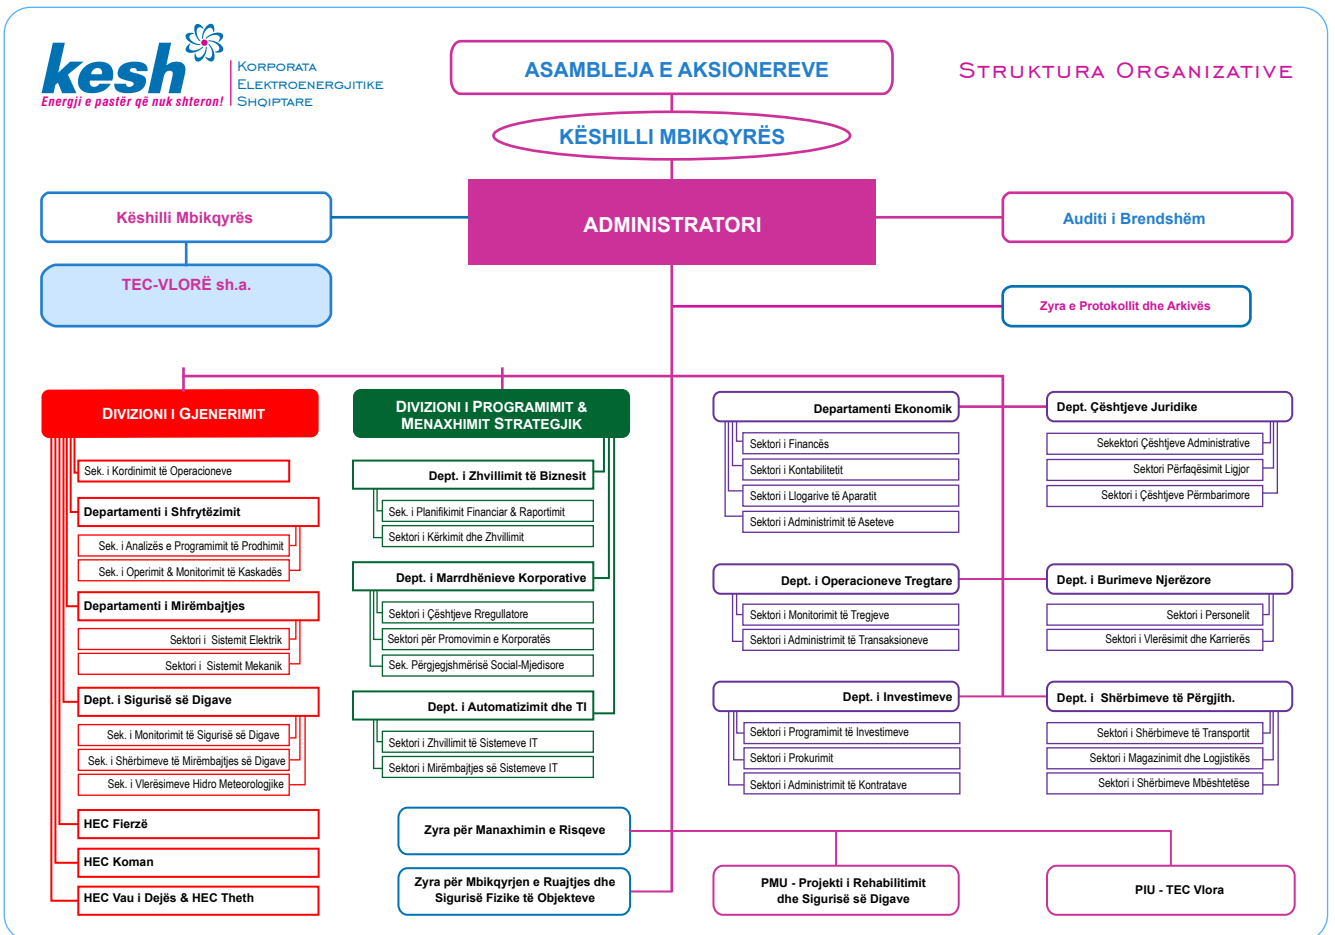 kesh
Energji e pastër që nuk shteron!
KORPORATA
ELEKTROENERGJITIKE
SHQIPTARE
ASAMBLEJA E AKSIONEREVE
STRUKTURA ORGANIZATIVE
KËSHILLI MBIKQYRËS
Këshilli Mbikqyrës
ADMINISTRATORI
Auditi i Brendshëm
TEC-VLORË sh.a.
Zyra e Protokollit dhe Arkivës
DIVIZIONI I GJENERIMIT
Sek. i Kordinimit të Operacioneve
Departamenti i Shfrytëzimit
Sek. i Analizës e Programimit të Prodhimit
Sek. i Operimit & Monitorimit të Kaskadës
Departamenti i Mirëmbajtjes
Sektori i Sistemit Elektrik
Sektori i Sistemit Mekanik
Dept. i Sigurisë së Digave
Sek. i Monitorimit të Sigurisë së Digave
Sek. i Shërbimeve të Mirëmbajtjes së Digave
Sek. i Vlerësimeve Hidro Meteorologjike
HEC Fierzë
HEC Koman
HEC Vau i Dejës & HEC Theth
DIVIZIONI I PROGRAMIMIT &
MENAXHIMIT STRATEGJIK
Dept. i Zhvillimit të Biznesit
Sek. i Planifikimit Financiar & Raportimit
Sektori i Kërkimit dhe Zhvillimit
Dept. i Marrdhënieve Korporative
Sektori i Çështjeve Rregullatore
Sektori për Promovimin e Korporatës
Sek. Përgjegjshmërisë Social-Mjedisore
Dept. i Automatizimit dhe TI
Sektori i Zhvillimit të Sistemeve IT
Sektori i Mirëmbajtjes së Sistemeve IT
Departamenti Ekonomik
Sektori i Financës
Sektori i Kontabilitetit
Sektori i Llogarive të Aparatit
Sektori i Administrimit të Aseteve
Dept. Çështjeve Juridike
Sekektori Çështjeve Administrative
Sektori Përfaqësimit Ligjor
Sektori i Çështjeve Përmbarimore
Dept. i Operacioneve Tregtare
Sektori i Monitorimit të Tregjeve
Sektori i Administrimit të Transaksioneve
Dept. i Burimeve Njerëzore
Sektori i Personelit
Sektori i Vlerësimit dhe Karrierës
Dept. i Investimeve
Sektori i Programimit të Investimeve
Sektori i Prokurimit
Sektori i Administrimit të Kontratave
Dept. i Shërbimeve të Përgjith.
Sektori i Shërbimeve të Transportit
Sektori i Magazinimit dhe Logjistikës
Sektori i Shërbimeve Mbështetëse
Zyra për Manaxhimin e Risqeve
Zyra për Mbikqyrjen e Ruajtjes dhe
Sigurisë Fizike të Objekteve
PMU - Projekti i Rehabilitimit
dhe Sigurisë së Digave
PIU - TEC Vlora